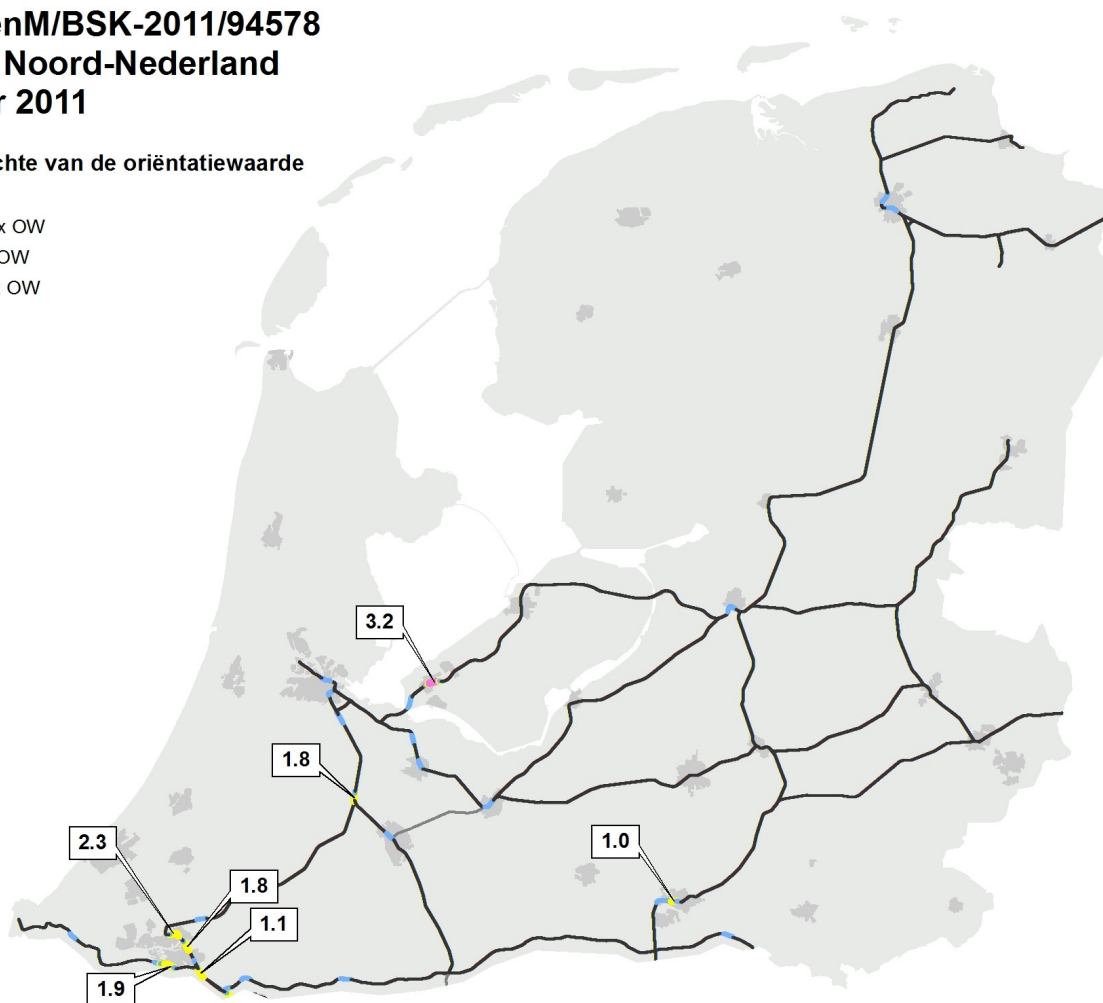 enM/BSK-2011/94578
Noord-Nederland
r 2011
chte van de oriëntatiewaarde
x OW
OW
OW
3.2
1.8
2.3
1.8
1.1
1.9
1.0